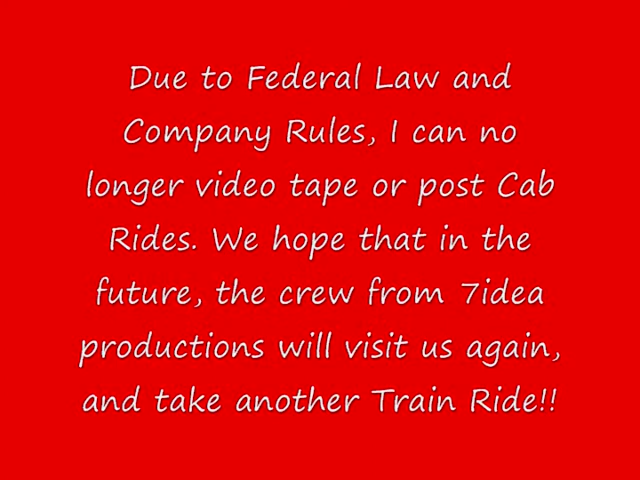 Due to Federal Law and
Company Rules, I can no
longer video tape or post Cab
Rides. We hope that in the
future, the crew from 7idea
productions will visit us again,
and take another Train Ride!!